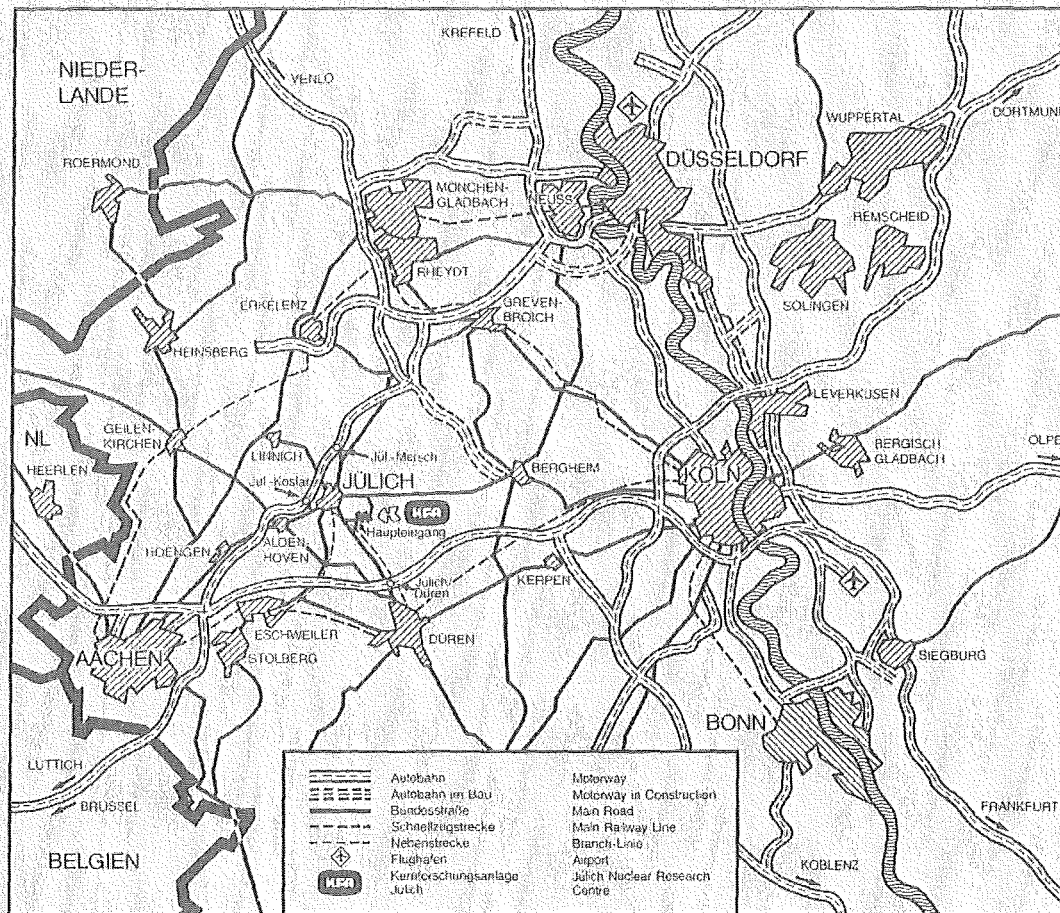 KREFELD
NIEDER-
LANDE
VENLO
WUPPERTAL
DORTMUND
ROERMOND
DÜSSELDORF
MÖNCHEN-
GLADBACH
NEUSS
REMSCHEID
RHEYDT
SOLINGEN
ERKELENZ
GREVEN-
BROICH
HEINSBERG
LEVERKUSEN
GEILEN-
KIRCHEN
NL
HEERLEN
LINNICH
Jül.-Mersch
BERGHEIM
BERGISCH
GLADBACH
OLPE
Jül.-Koslar
JÜLICH
KÖLN
KFA
Haupteingang
HOENGEN
ALDEN
HOVEN
Jülich/
Düren
KERPEN
ESCHWEILER
DÜREN
AACHEN
STOLBERG
SIEGBURG
BONN
LÜTTICH
BRÜSSEL
FRANKFURT
BELGIEN
KOBLENZ
Autobahn Motorway
Autobahn im Bau Motorway in Construction
Bundesstraße Main Road
Schnellzugstrecke Main Railway Line
Nebenstrecke Branch-Linie
Flughafen Airport
KFA Kernforschungsanlage Jülich Nuclear Research
Jülich Centre